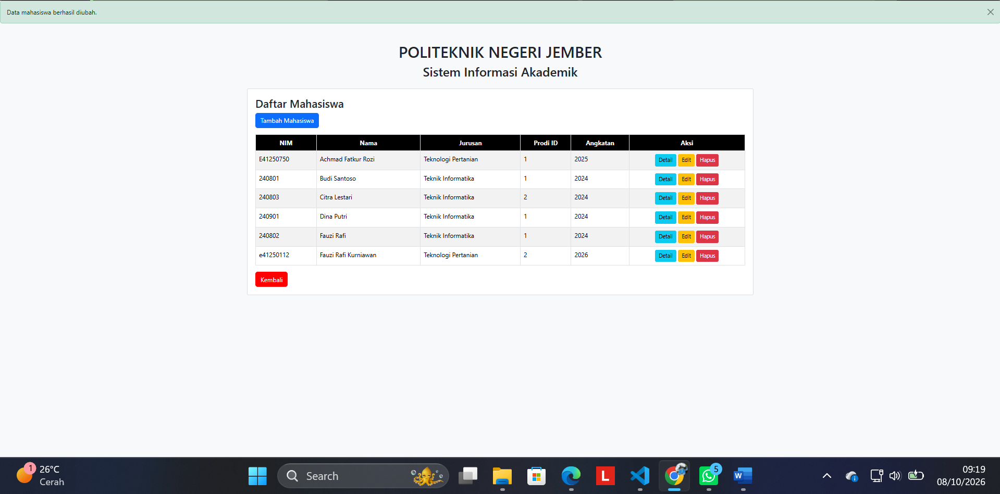 Data mahasiswa berhasil diubah.
POLITEKNIK NEGERI JEMBER
Sistem Informasi Akademik
Daftar Mahasiswa
Tambah Mahasiswa
NIM Nama Jurusan Prodi ID Angkatan Aksi
E41250750 Achmad Fatkur Rozi Teknologi Pertanian 1 2025 Detail Edit Hapus
240801 Budi Santoso Teknik Informatika 1 2024 Detail Edit Hapus
240803 Citra Lestari Teknik Informatika 2 2024 Detail Edit Hapus
240901 Dina Putri Teknik Informatika 1 2024 Detail Edit Hapus
240802 Fauzi Rafi Teknik Informatika 1 2024 Detail Edit Hapus
e41250112 Fauzi Rafi Kurniawan Teknologi Pertanian 2 2026 Detail Edit Hapus
Kembali
1 26°C
Cerah
Search
L
5
W
09:19
08/10/2026